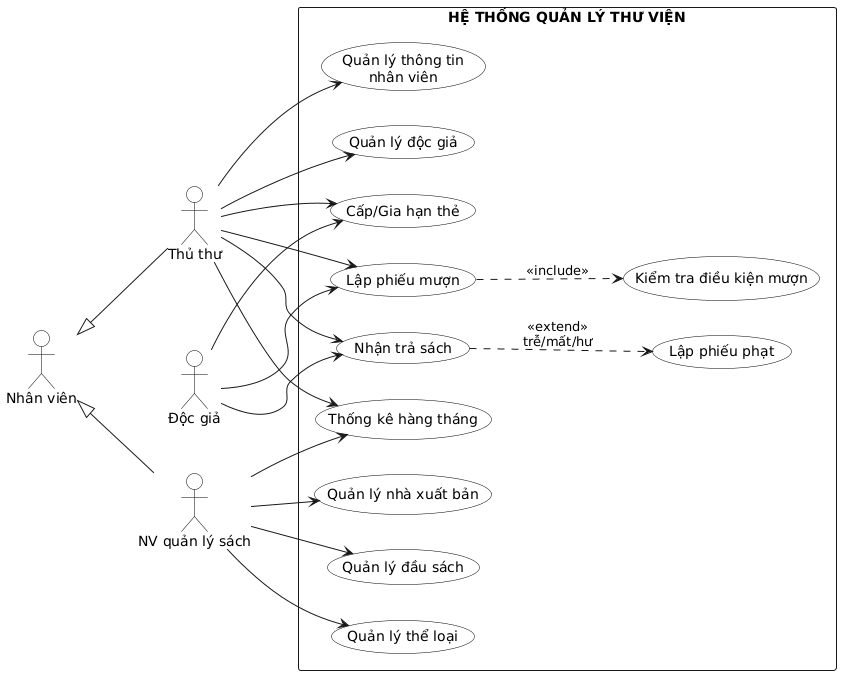 HỆ THỐNG QUẢN LÝ THƯ VIỆN
Quản lý thông tin
nhân viên
Quản lý độc giả
Cấp/Gia hạn thẻ
Thủ thư
Lập phiếu mượn
«include»
Kiểm tra điều kiện mượn
Nhận trả sách
«extend»
trễ/mất/hư
Lập phiếu phạt
Nhân viên
Độc giả
Thống kê hàng tháng
Quản lý nhà xuất bản
NV quản lý sách
Quản lý đầu sách
Quản lý thể loại